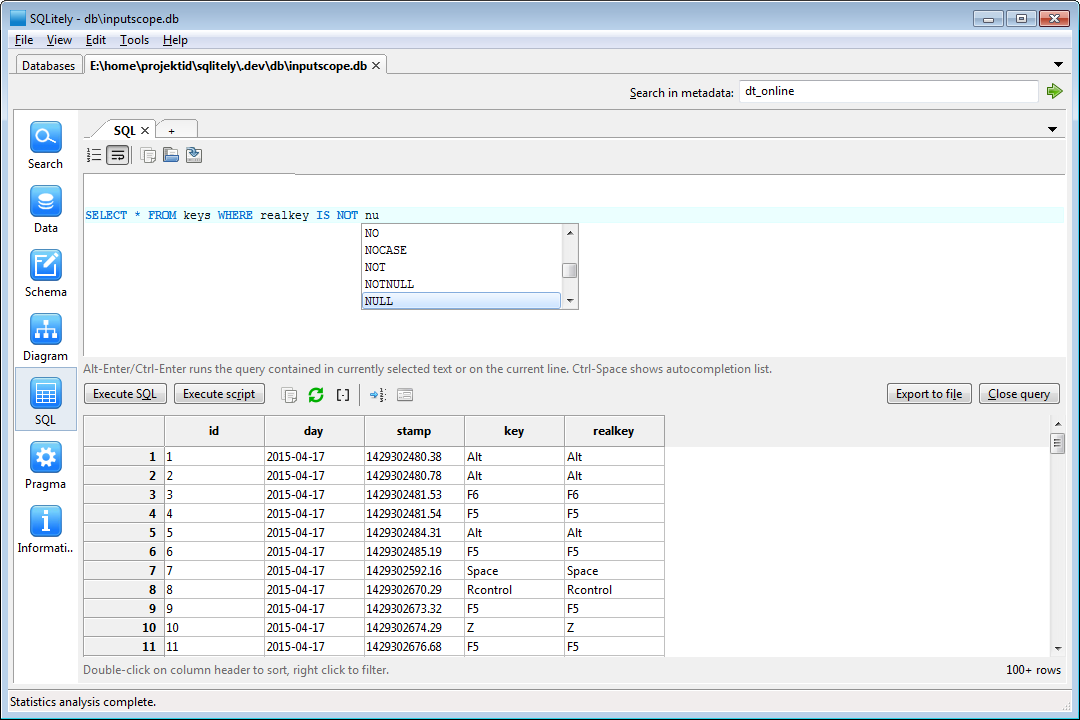 SQLitely - db\inputscope.db
File View Edit Tools Help
Databases E:\home\projektid\sqlitely\.dev\db\inputscope.db
Search in metadata: dt_online
Search
Data
Schema
Diagram
SQL
Pragma
Informati..
SQL +
SELECT * FROM keys WHERE realkey IS NOT nu
NO
NOCASE
NOT
NOTNULL
NULL
Alt-Enter/Ctrl-Enter runs the query contained in currently selected text or on the current line. Ctrl-Space shows autocompletion list.
Execute SQL Execute script Export to file Close query
id day stamp key realkey
1 1 2015-04-17 1429302480.38 Alt Alt
2 2 2015-04-17 1429302480.78 Alt Alt
3 3 2015-04-17 1429302481.53 F6 F6
4 4 2015-04-17 1429302481.54 F5 F5
5 5 2015-04-17 1429302484.31 Alt Alt
6 6 2015-04-17 1429302485.19 F5 F5
7 7 2015-04-17 1429302592.16 Space Space
8 8 2015-04-17 1429302670.29 Rcontrol Rcontrol
9 9 2015-04-17 1429302673.32 F5 F5
10 10 2015-04-17 1429302674.29 Z Z
11 11 2015-04-17 1429302676.68 F5 F5
Double-click on column header to sort, right click to filter. 100+ rows
Statistics analysis complete.